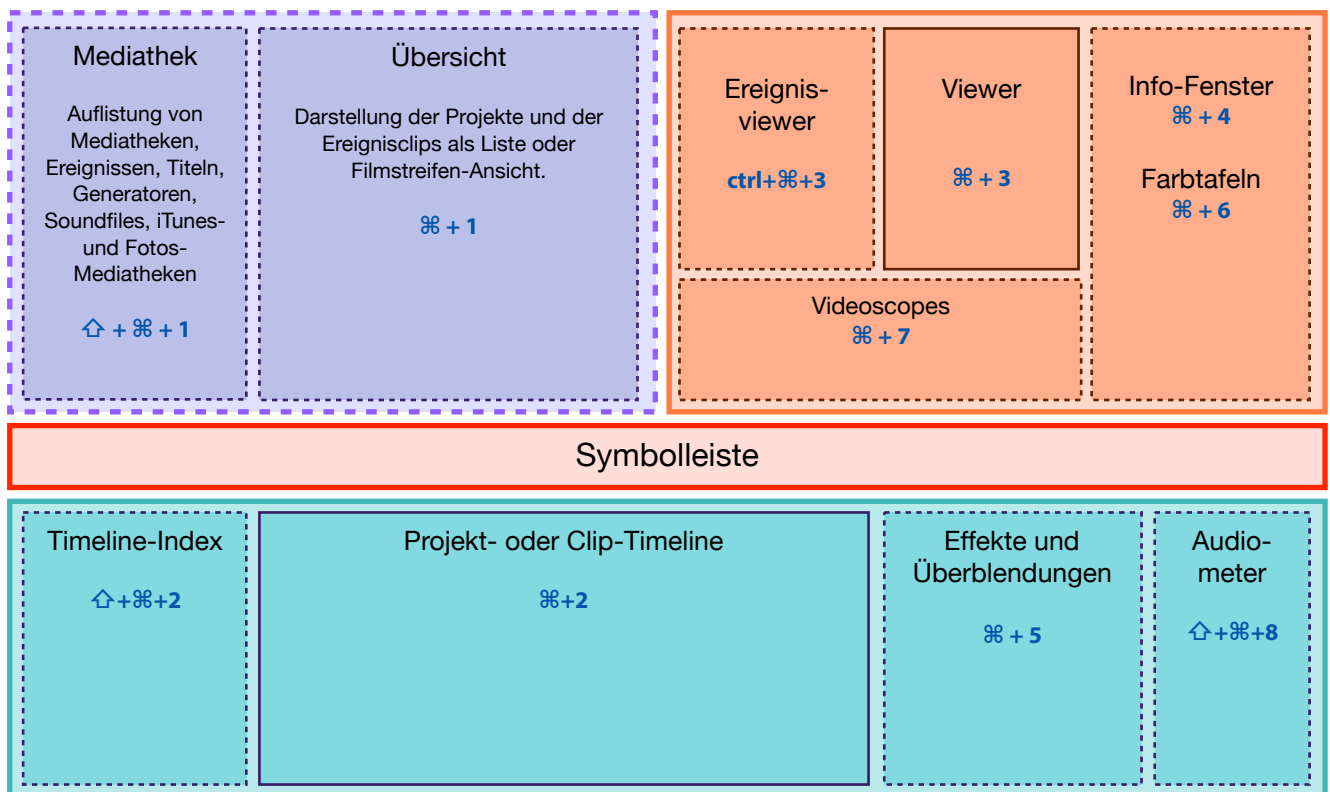 Mediathek
Auflistung von
Mediatheken,
Ereignissen, Titeln,
Generatoren,
Soundfiles, iTunes-
und Fotos-
Mediatheken
⇧ + ⌘ + 1
Übersicht
Darstellung der Projekte und der
Ereignisclips als Liste oder
Filmstreifen-Ansicht.
⌘ + 1
Ereignis-
viewer
ctrl+⌘+3
Viewer
⌘ + 3
Info-Fenster
⌘ + 4
Farbtafeln
⌘ + 6
Videoscopes
⌘ + 7
Symbolleiste
Timeline-Index
⇧+⌘+2
Projekt- oder Clip-Timeline
⌘+2
Effekte und
Überblendungen
⌘ + 5
Audio-
meter
⇧+⌘+8